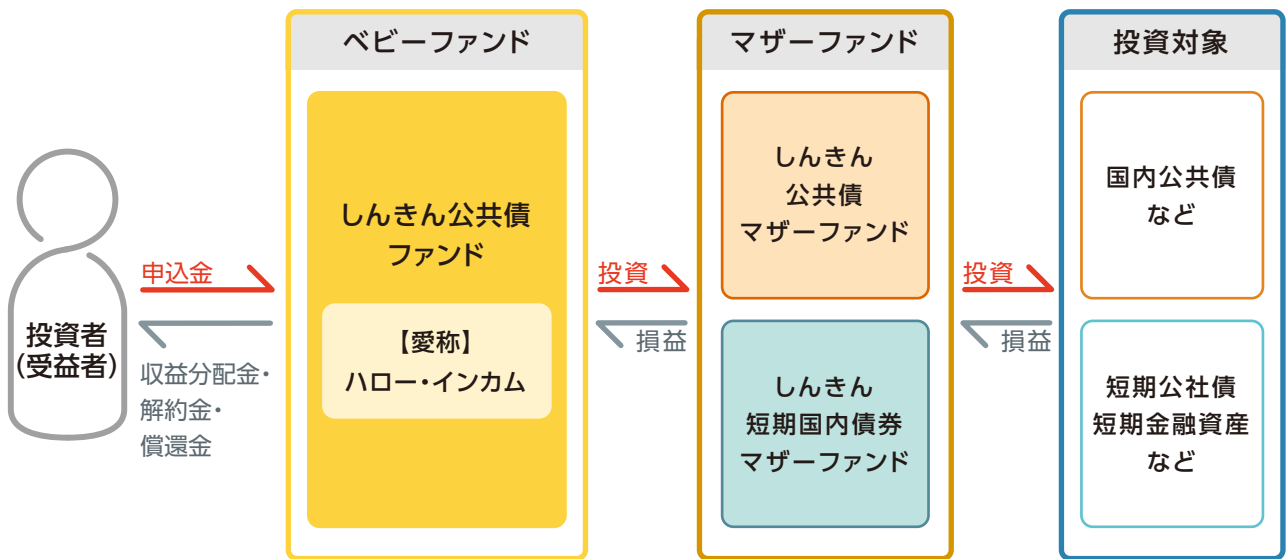 ベビーファンド
マザーファンド
投資対象
投資者
(受益者)
申込金
収益分配金・
解約金・
償還金
しんきん公共債
ファンド
【愛称】
ハロー・インカム
投資
損益
しんきん
公共債
マザーファンド
しんきん
短期国内債券
マザーファンド
投資
損益
国内公共債
など
短期公社債
短期金融資産
など